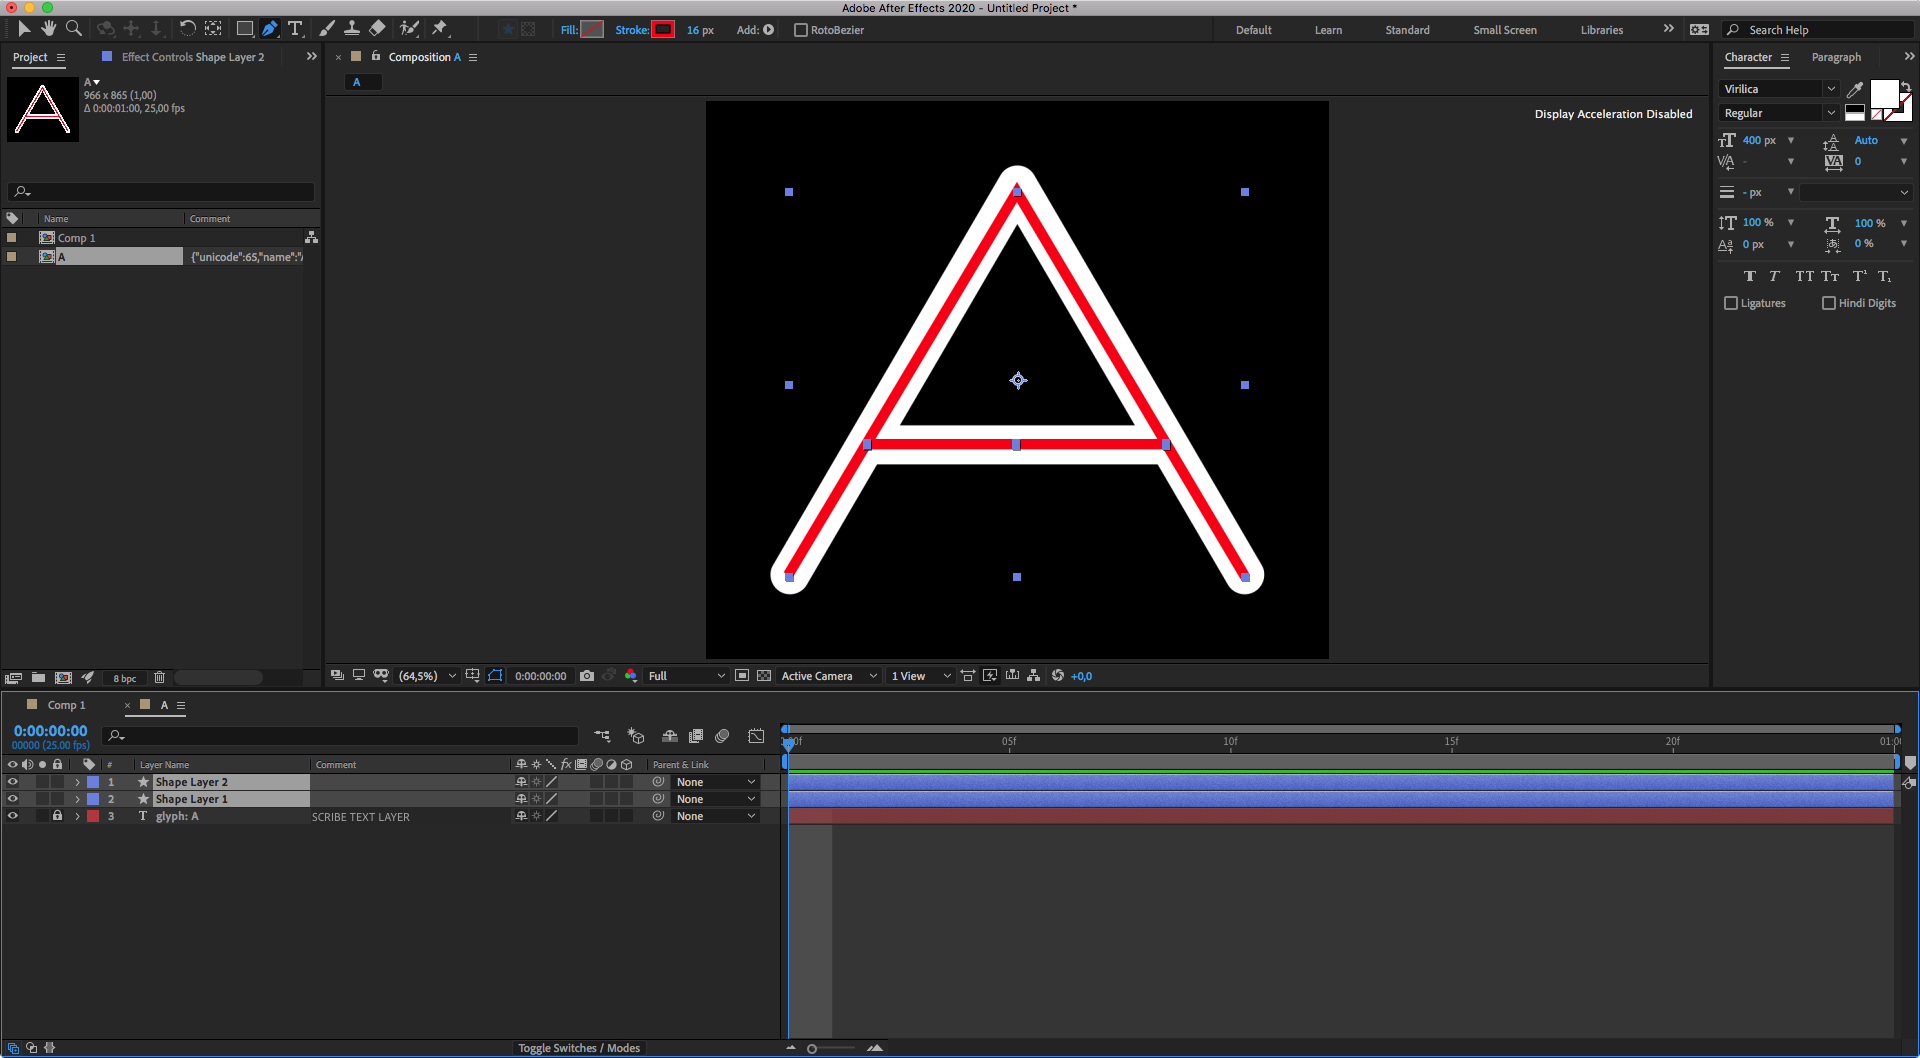 Adobe After Effects 2020 - Untitled Project *
Fill: Stroke: 16 px Add: RotoBezier
Default Learn Standard Small Screen Libraries Search Help
Project Effect Controls Shape Layer 2
Composition A
Character Paragraph
A
A
966 x 865 (1,00)
Δ 0:00:01:00, 25,00 fps
Display Acceleration Disabled
Virilica
Regular
400 px Auto
- 0
- px
100 % 100 %
0 px 0 %
T T TT Tr T¹ T₁
Ligatures Hindi Digits
Name Comment
Comp 1
A {"unicode":65,"name":"A
A
8 bpc
(64,5%) 0:00:00:00 Full Active Camera 1 View +0,0
Comp 1 A
0:00:00:00
00000 (25.00 fps)
:00f 05f 10f 15f 20f 01:00
# Layer Name Comment fx Parent & Link
1 Shape Layer 2 None
2 Shape Layer 1 None
3 T glyph: A SCRIBE TEXT LAYER None
Toggle Switches / Modes